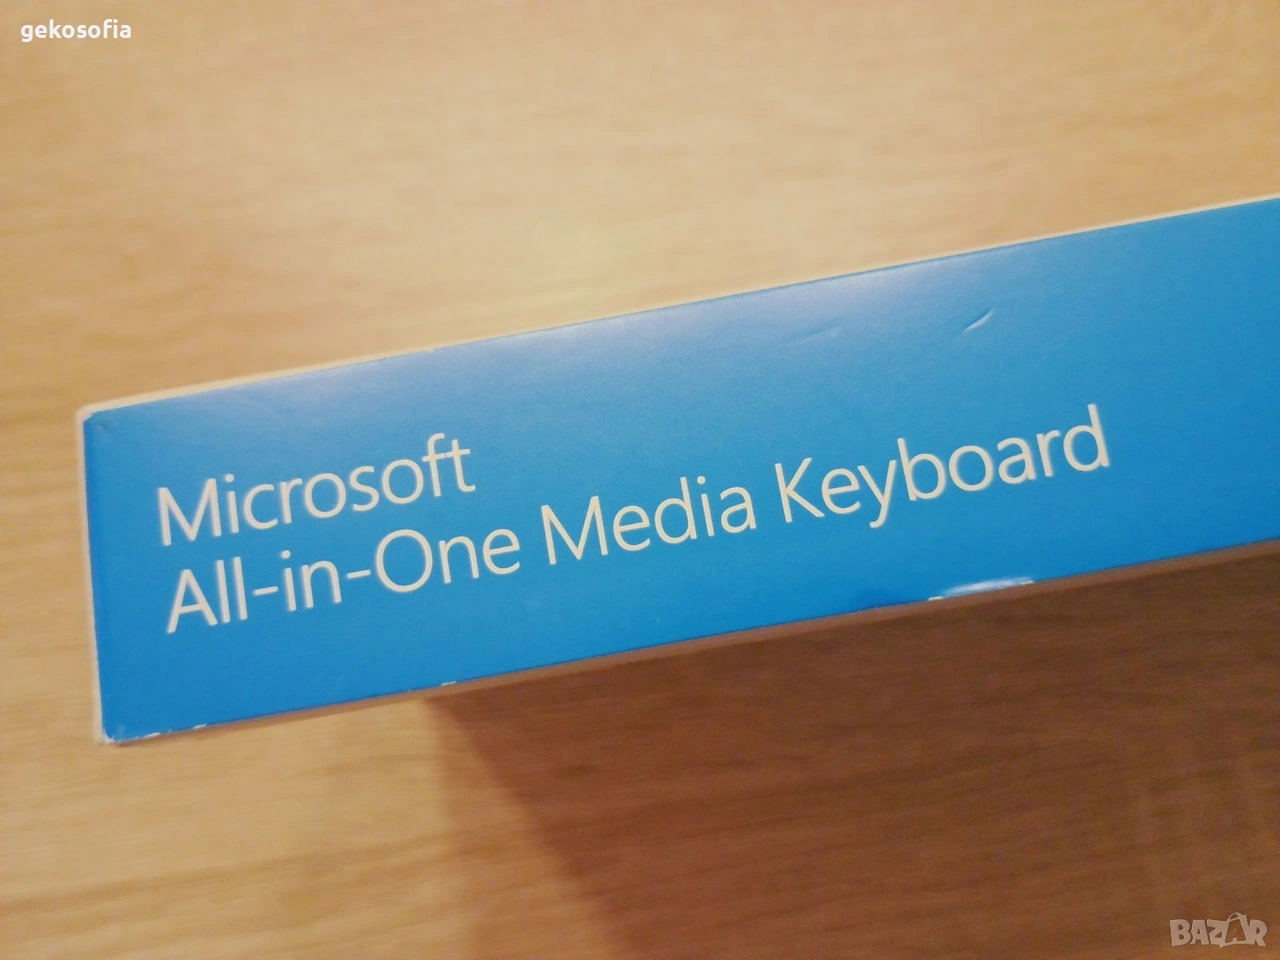 gekosofia
Microsoft
All-in-One Media Keyboard
BAZAR